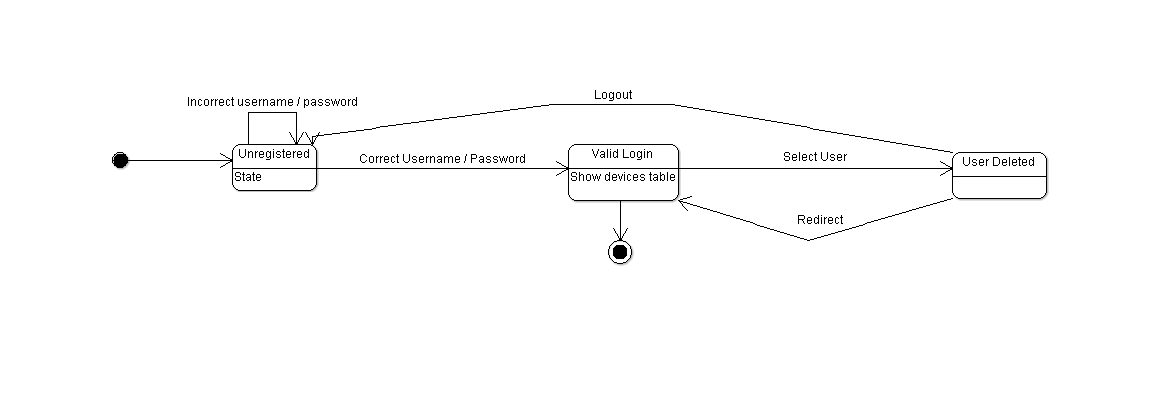 Logout
Incorrect username / password
Unregistered
State
Correct Username / Password
Valid Login
Show devices table
Select User
User Deleted
Redirect